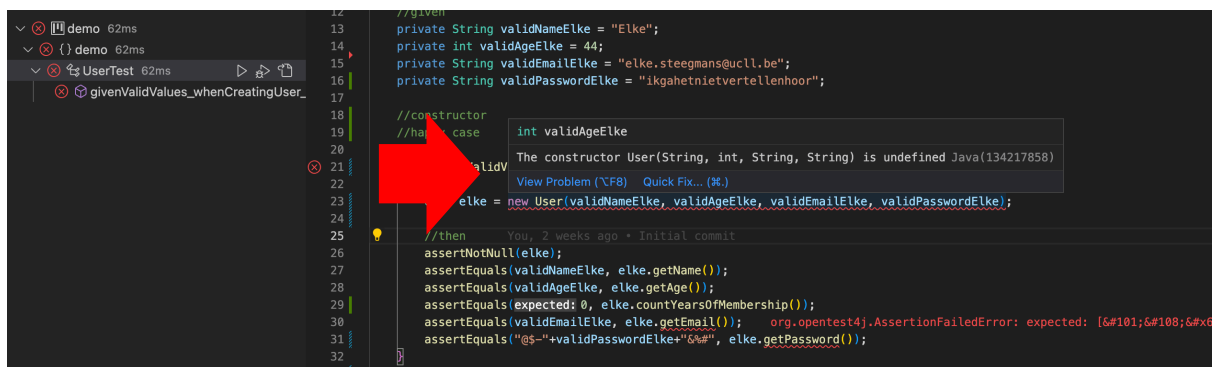 demo 62ms
{} demo 62ms
UserTest 62ms
givenValidValues_whenCreatingUser_
12 //given
13 private String validNameElke = "Elke";
14 private int validAgeElke = 44;
15 private String validEmailElke = "elke.steegmans@ucll.be";
16 private String validPasswordElke = "ikgahetnietvertellenhoor";
17
18 //constructor
19 //happy case
int validAgeElke
20
The constructor User(String, int, String, String) is undefined Java(134217858)
21
View Problem (⌥F8) Quick Fix... (⌘.)
22
23 elke = new User(validNameElke, validAgeElke, validEmailElke, validPasswordElke);
24
25 //then You, 2 weeks ago • Initial commit
26 assertNotNull(elke);
27 assertEquals(validNameElke, elke.getName());
28 assertEquals(validAgeElke, elke.getAge());
29 assertEquals(expected: 0, elke.countYearsOfMembership());
30 assertEquals(validEmailElke, elke.getEmail()); org.opentest4j.AssertionFailedError: expected: [&#101;&#108;&#x6
31 assertEquals("@$-"+validPasswordElke+"&%#", elke.getPassword());
32 }